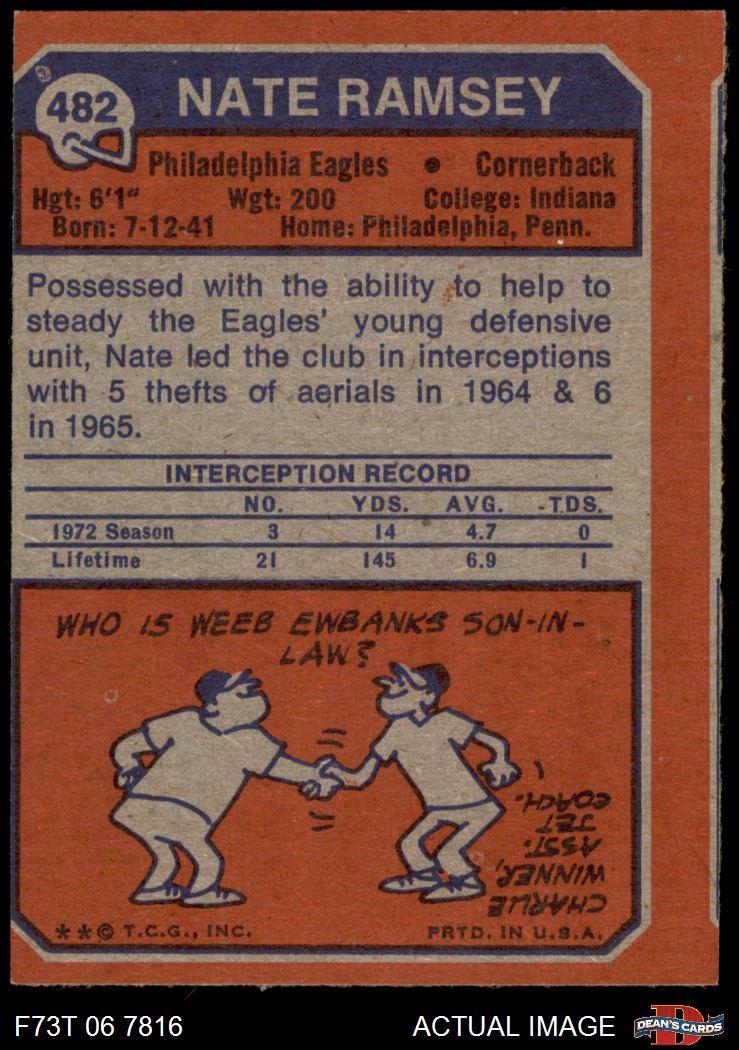 482
NATE RAMSEY
Philadelphia Eagles • Cornerback
Hgt: 6'1" Wgt: 200 College: Indiana
Born: 7-12-41 Home: Philadelphia, Penn.
Possessed with the ability to help to
steady the Eagles' young defensive
unit, Nate led the club in interceptions
with 5 thefts of aerials in 1964 & 6
in 1965.
INTERCEPTION RECORD
NO. YDS. AVG. TDS.
1972 Season 3 14 4.7 0
Lifetime 21 145 6.9 1
WHO IS WEEB EWBANKS SON-IN-
LAW?
CHARLIE
WINNER,
ASST.
JET
COACH.
**© T.C.G., INC. PRTD. IN U.S.A.
F73T 06 7816 ACTUAL IMAGE
D
DEAN'S CARDS